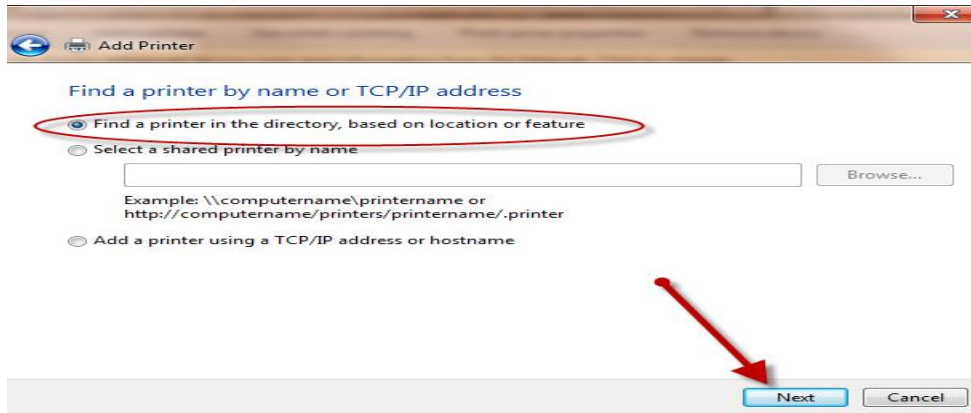 Add Printer
Find a printer by name or TCP/IP address
Find a printer in the directory, based on location or feature
Select a shared printer by name
Browse...
Example: \\computername\printername or
http://computername/printers/printername/.printer
Add a printer using a TCP/IP address or hostname
Next Cancel